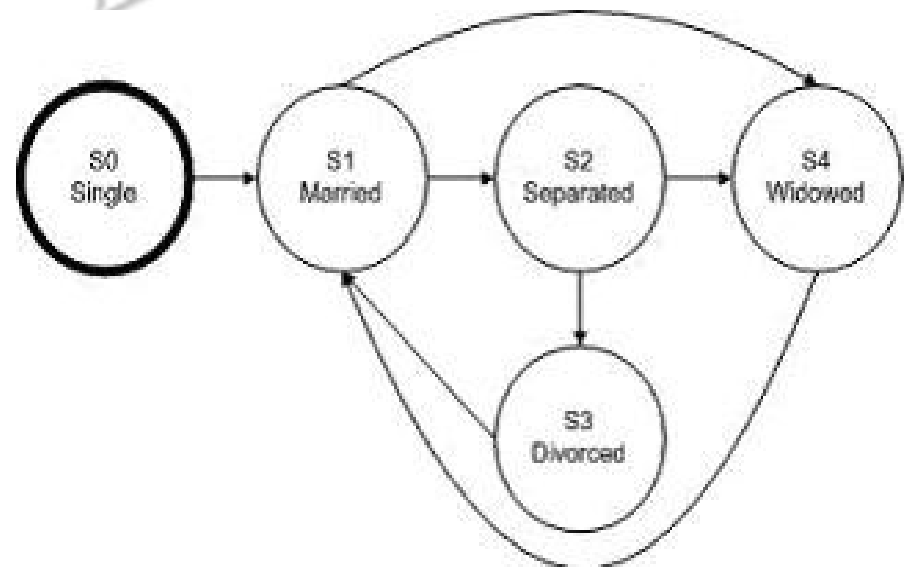 S0
Single
S1
Married
S2
Separated
S4
Widowed
S3
Divorced